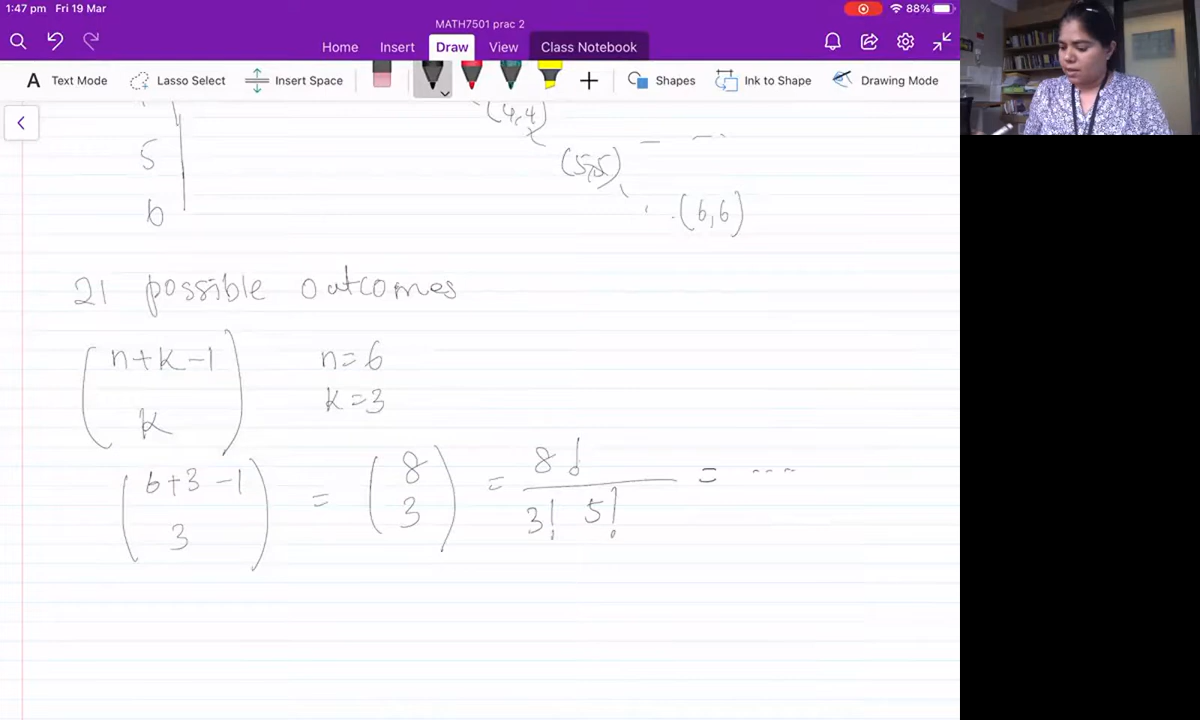 1:47 pm Fri 19 Mar
88%
MATH7501 prac 2
Home Insert Draw View Class Notebook
Text Mode Lasso Select Insert Space Shapes Ink to Shape Drawing Mode
(4,4)
5 (5,5)
6 (6,6)
21 possible outcomes
(n+k-1 n=6
k) k=3
(6+3-1 = (8 = 8! = ---
3) 3) 3! 5!